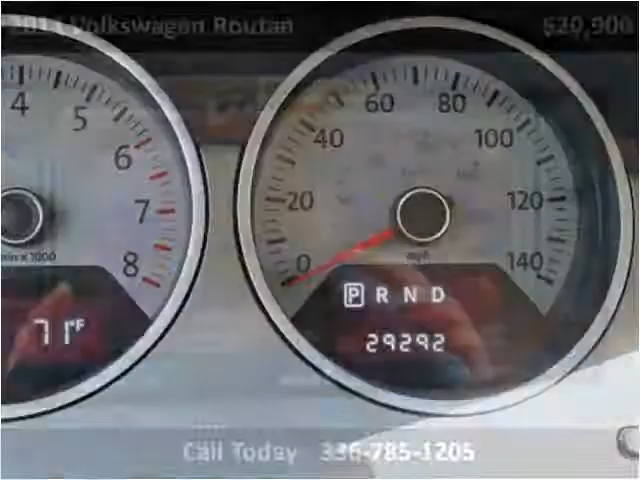 Volkswagen Routan $20,900
4 5 6 7 8
x 1000
71°F
0 20 40 60 80 100 120 140
mph
P R N D
29292
Call Today 336-785-1205